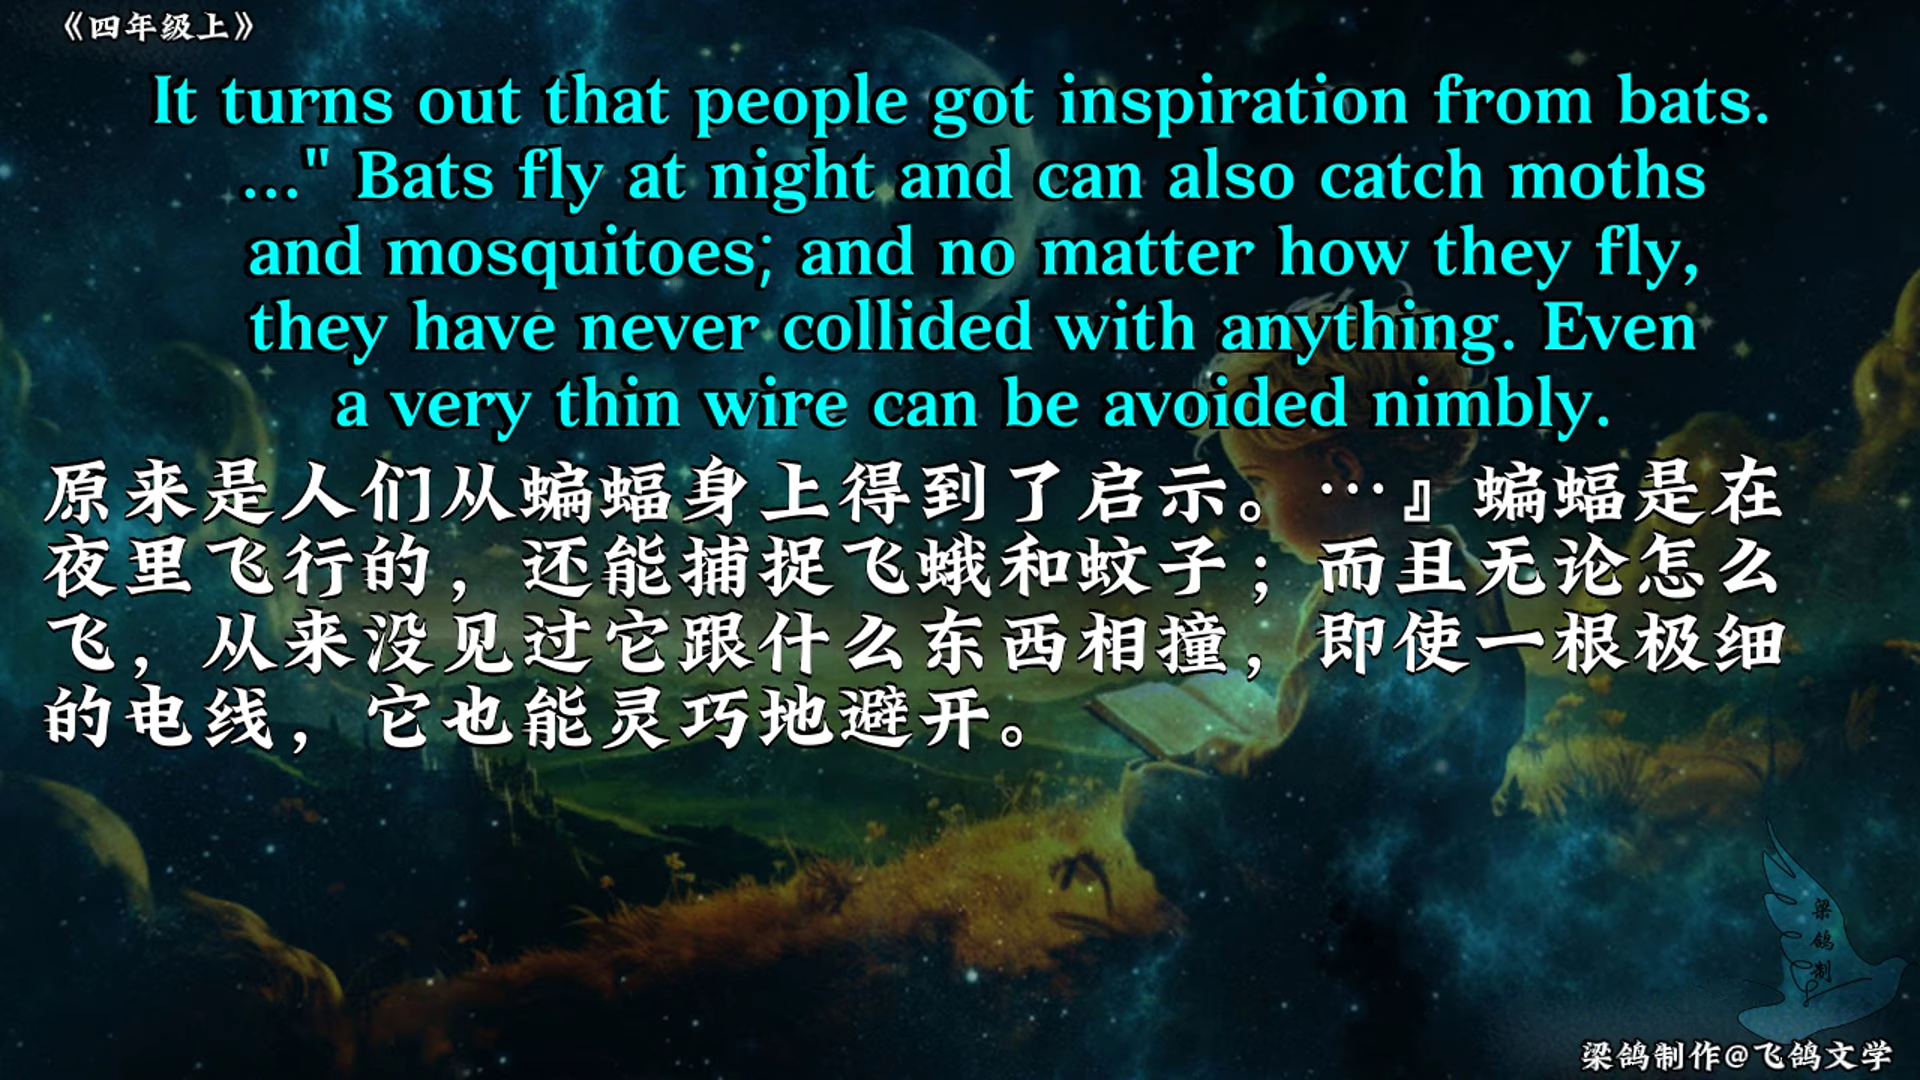 《四年级上》
It turns out that people got inspiration from bats.
..." Bats fly at night and can also catch moths
and mosquitoes; and no matter how they fly,
they have never collided with anything. Even
a very thin wire can be avoided nimbly.
原来是人们从蝙蝠身上得到了启示。…』蝙蝠是在
夜里飞行的，还能捕捉飞蛾和蚊子；而且无论怎么
飞，从来没见过它跟什么东西相撞，即使一根极细
的电线，它也能灵巧地避开。
梁鸽制
梁鸽制作@飞鸽文学